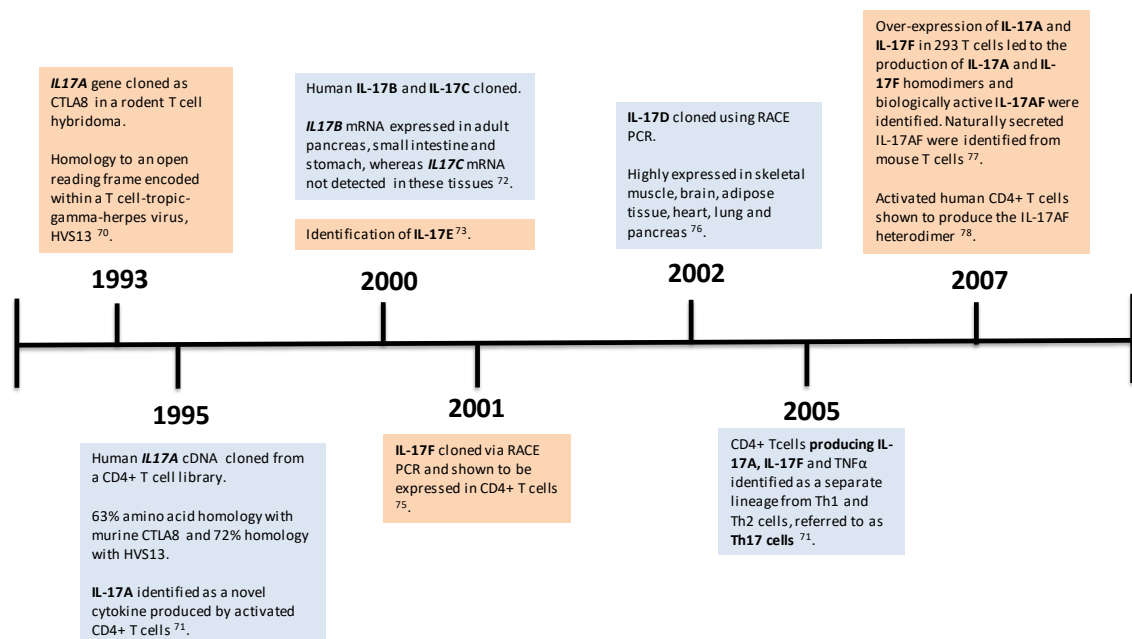 IL17A gene cloned as
CTLA8 in a rodent T cell
hybridoma.
Homology to an open
reading frame encoded
within a T cell-tropic-
gamma-herpes virus,
HVS13 70.
1993
Human IL-17B and IL-17C cloned.
IL17B mRNA expressed in adult
pancreas, small intestine and
stomach, whereas IL17C mRNA
not detected in these tissues 72.
Identification of IL-17E 73.
2000
IL-17D cloned using RACE
PCR.
Highly expressed in skeletal
muscle, brain, adipose
tissue, heart, lung and
pancreas 76.
2002
Over-expression of IL-17A and
IL-17F in 293 T cells led to the
production of IL-17A and IL-
17F homodimers and
biologically active IL-17AF were
identified. Naturally secreted
IL-17AF were identified from
mouse T cells 77.
Activated human CD4+ T cells
shown to produce the IL-17AF
heterodimer 78.
2007
1995
Human IL17A cDNA cloned from
a CD4+ T cell library.
63% amino acid homology with
murine CTLA8 and 72% homology
with HVS13.
IL-17A identified as a novel
cytokine produced by activated
CD4+ T cells 71.
2001
IL-17F cloned via RACE
PCR and shown to be
expressed in CD4+ T cells
75.
2005
CD4+ Tcells producing IL-
17A, IL-17F and TNFα
identified as a separate
lineage from Th1 and
Th2 cells, referred to as
Th17 cells 71.